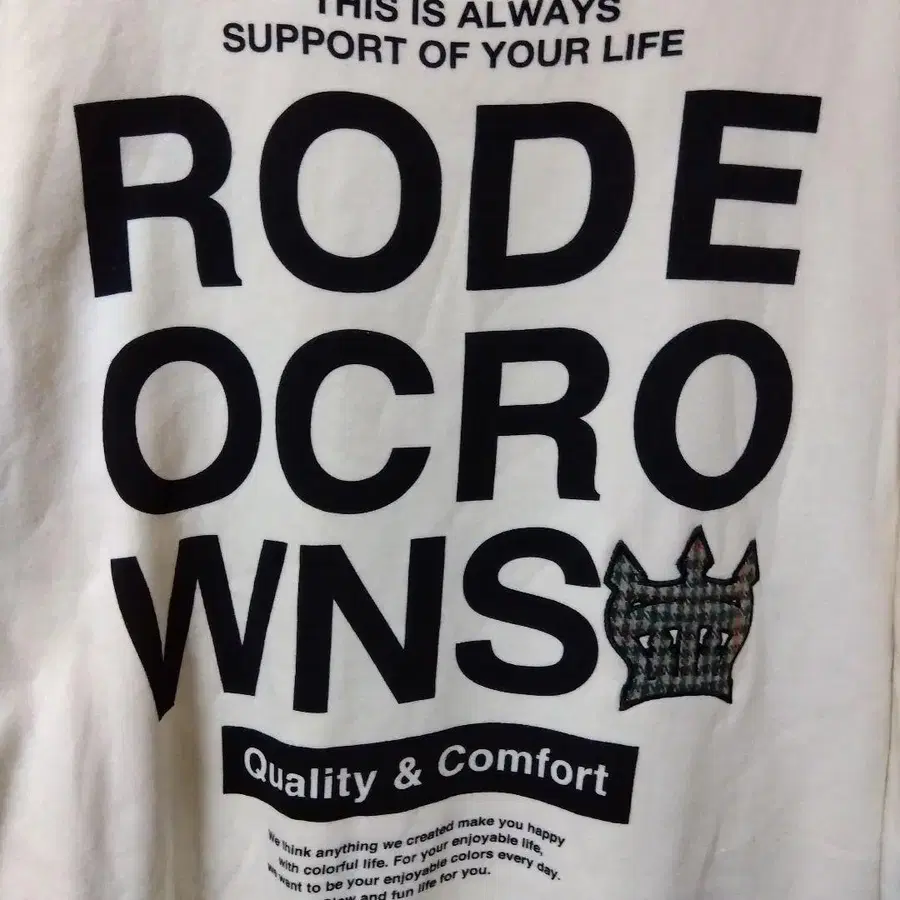 THIS IS ALWAYS
SUPPORT OF YOUR LIFE
RODE
OCRO
WNS
Quality & Comfort
We think anything we created make you happy
with colorful life. For your enjoyable life,
we want to be your enjoyable colors every day.
and fun life for you.